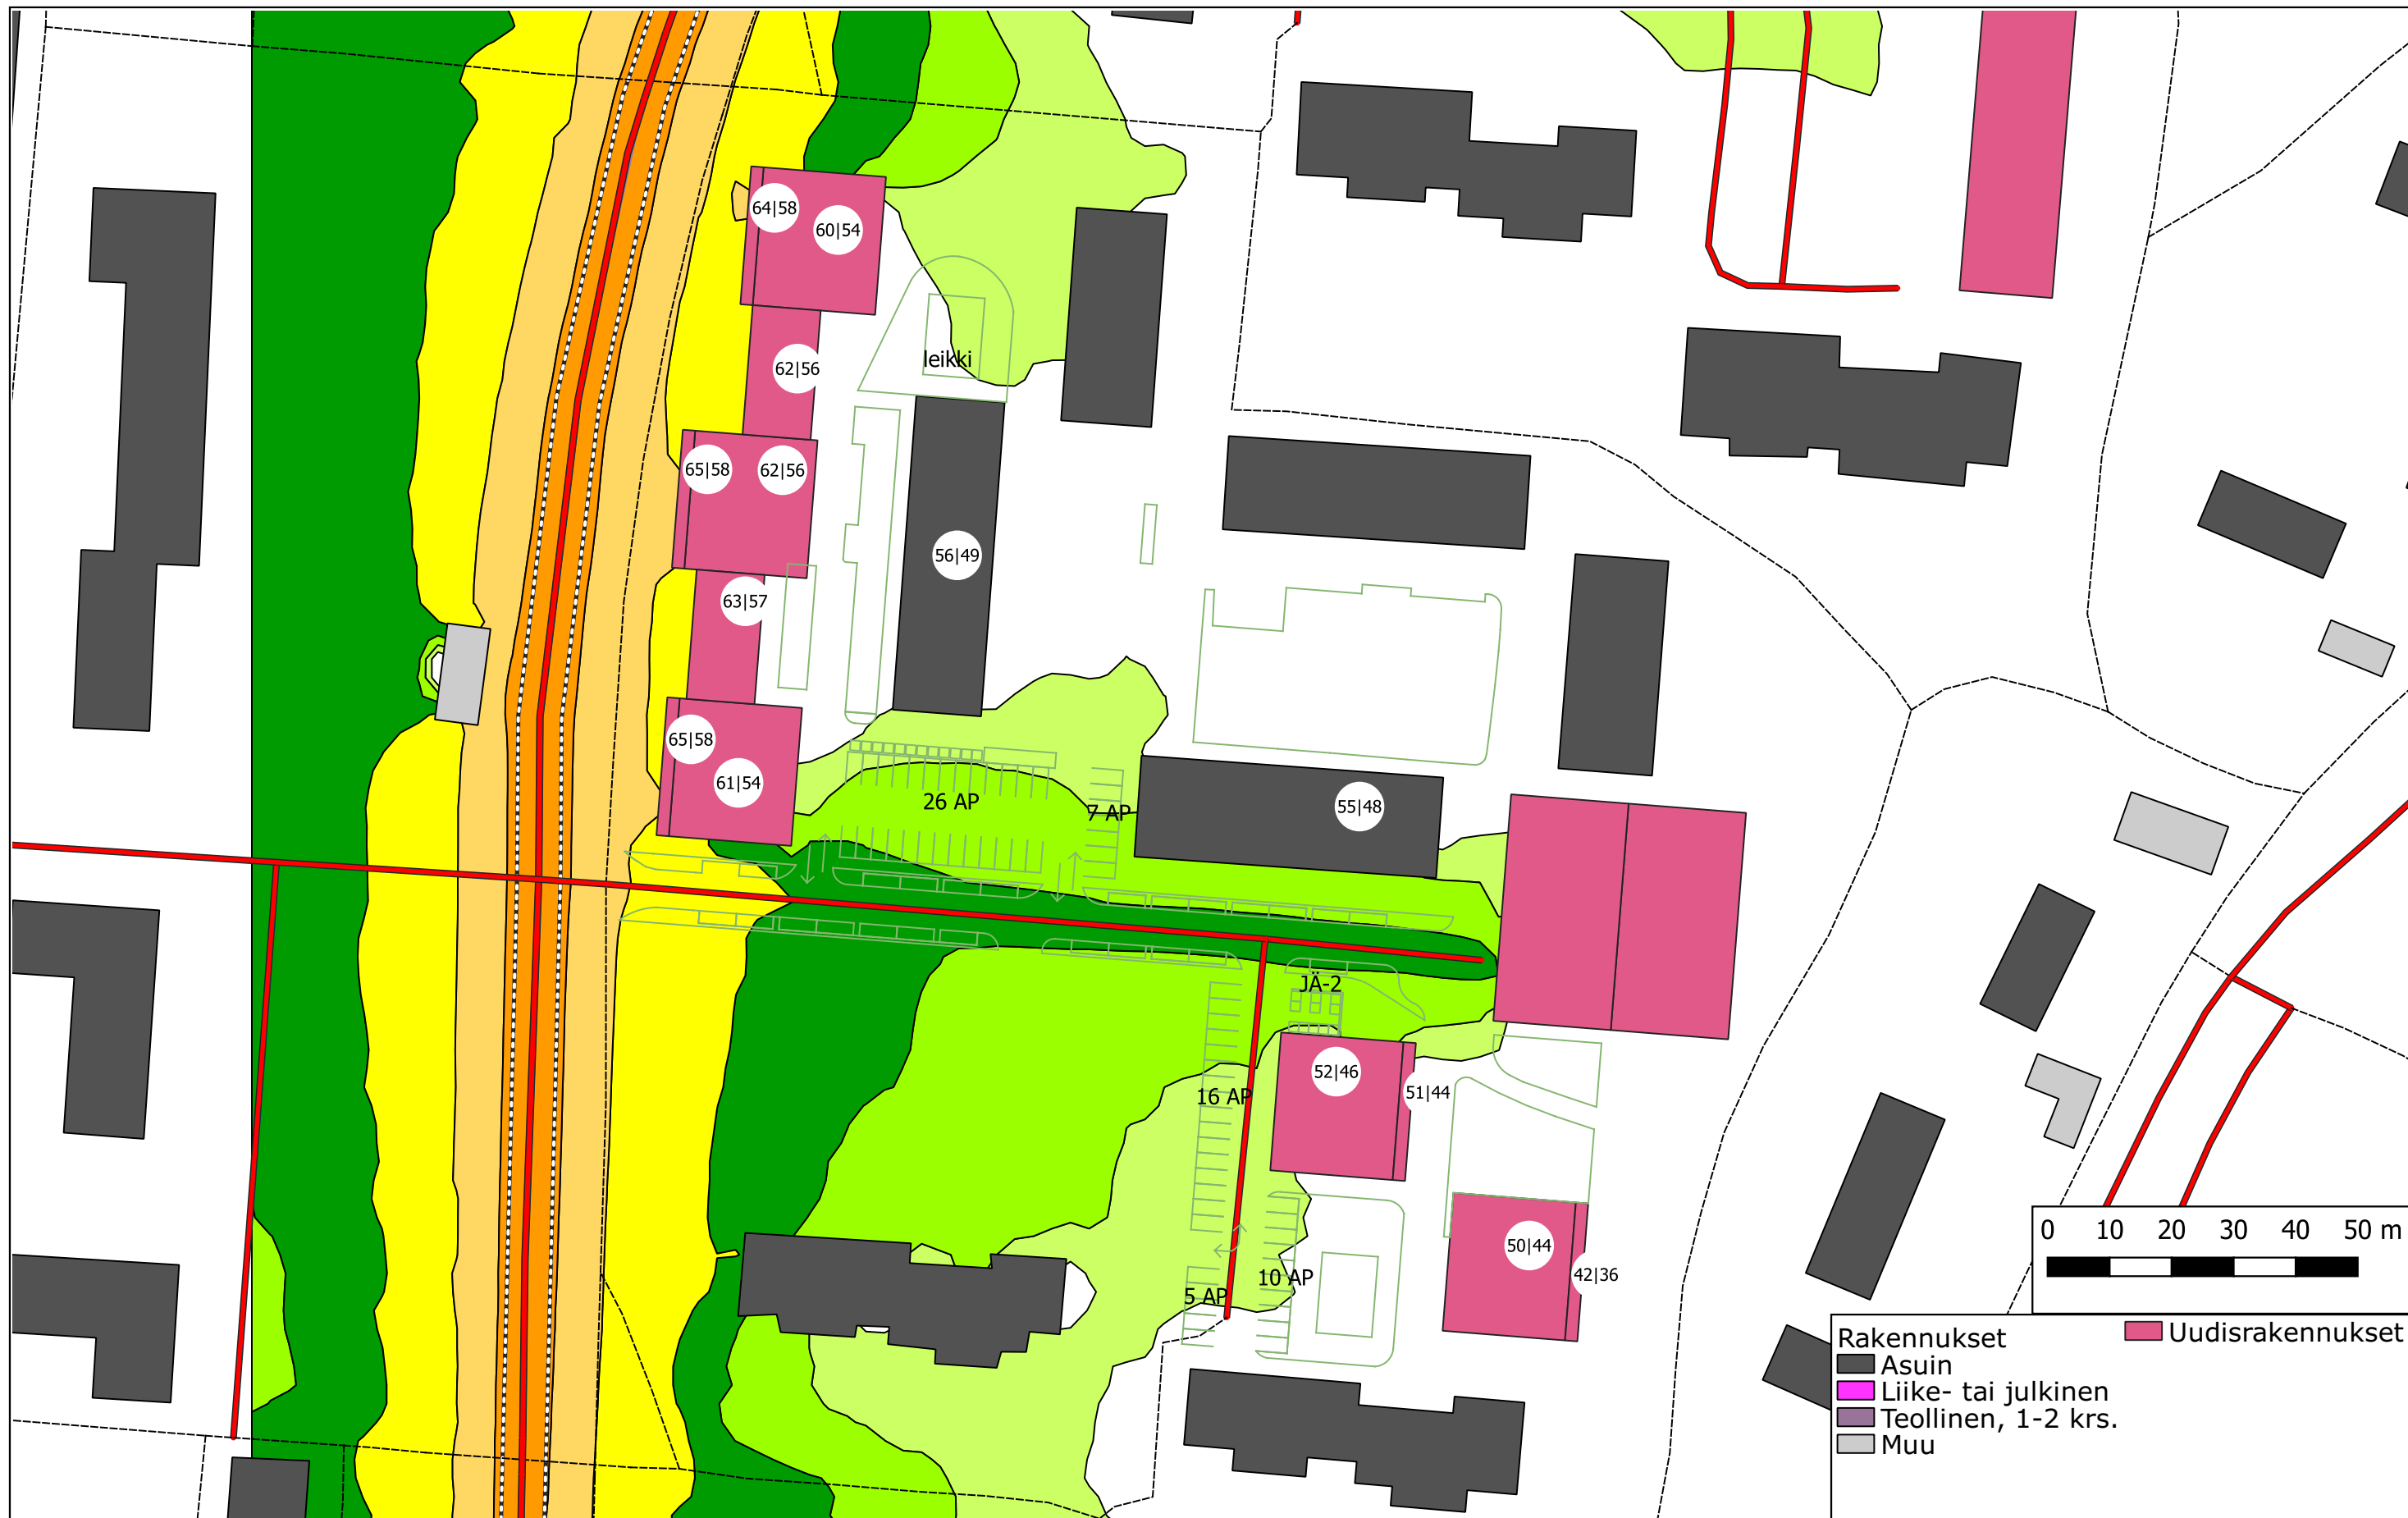 64|58
60|54
leikki
62|56
65|58
62|56
56|49
63|57
65|58
61|54
26 AP
7 AP
55|48
JÄ-2
52|46
51|44
16 AP
50|44
42|36
10 AP
5 AP
0 10 20 30 40 50 m
Rakennukset
Asuin
Liike- tai julkinen
Teollinen, 1-2 krs.
Muu
Uudisrakennukset